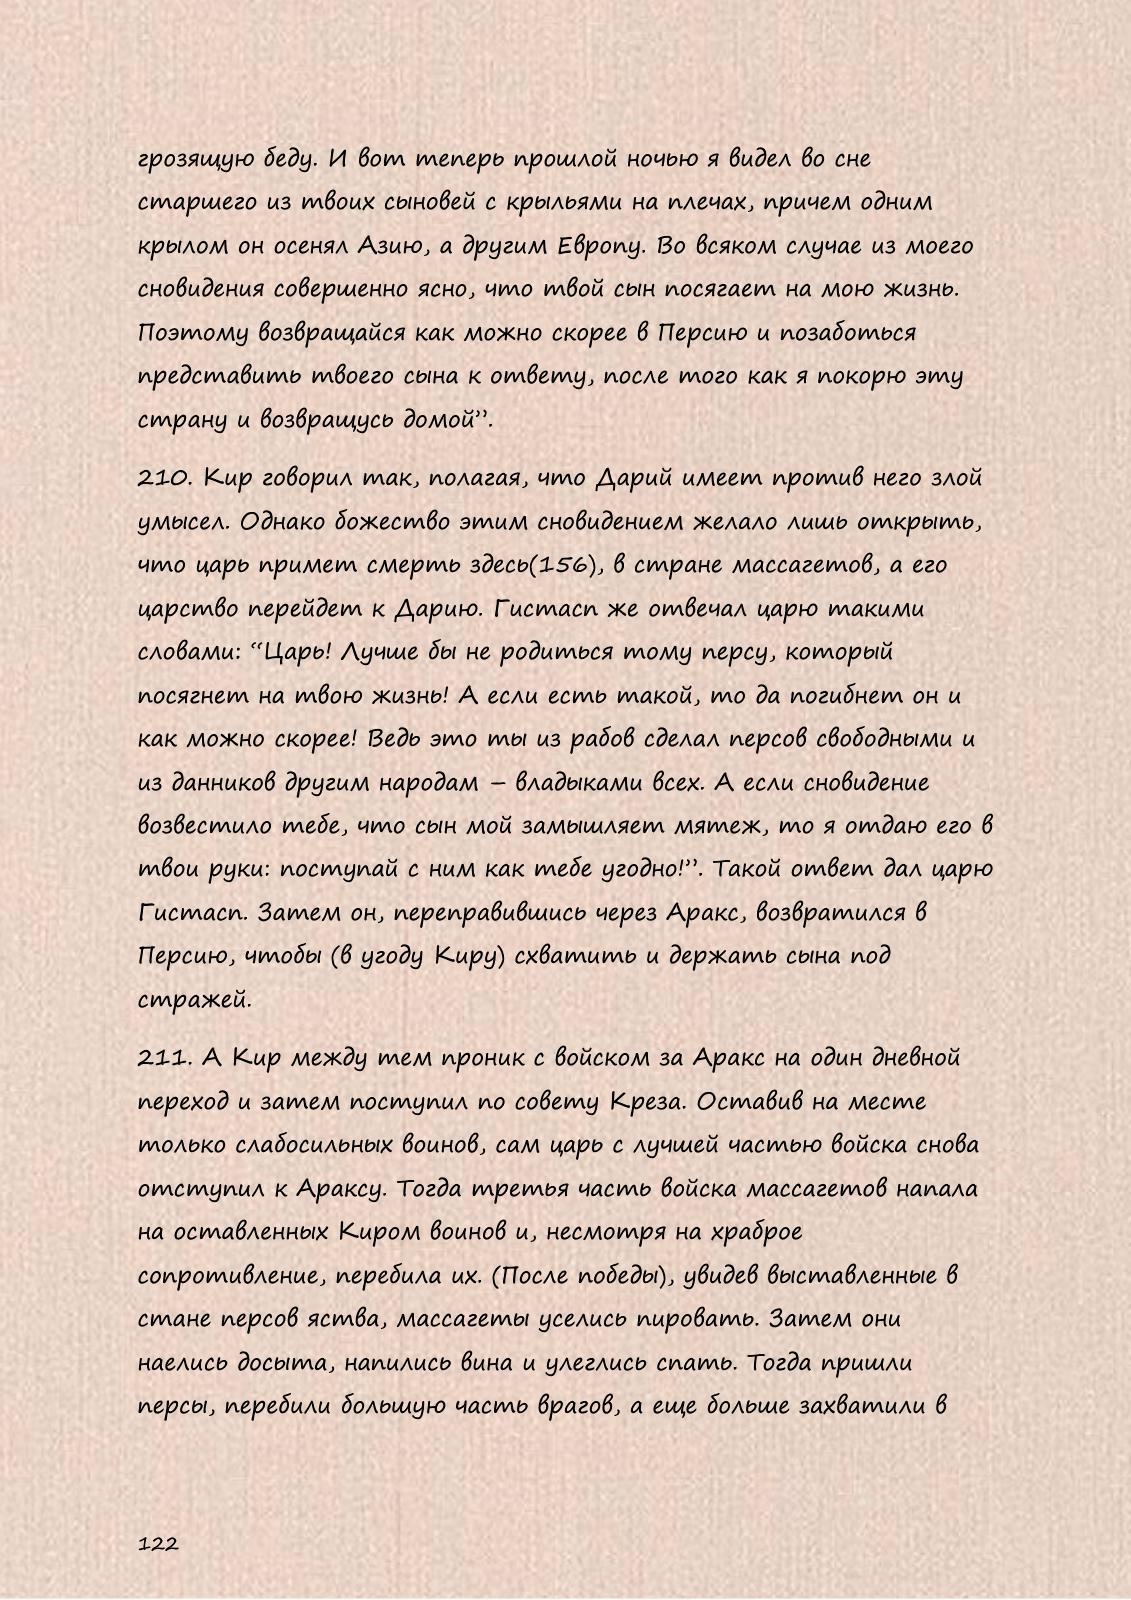 грозящую беду. И вот теперь прошлой ночью я видел во сне
старшего из твоих сыновей с крыльями на плечах, причем одним
крылом он осенял Азию, а другим Европу. Во всяком случае из моего
сновидения совершенно ясно, что твой сын посягает на мою жизнь.
Поэтому возвращайся как можно скорее в Персию и позаботься
представить твоего сына к ответу, после того как я покорю эту
страну и возвращусь домой”.
210. Кир говорил так, полагая, что Дарий имеет против него злой
умысел. Однако божество этим сновидением желало лишь открыть,
что царь примет смерть здесь(156), в стране массагетов, а его
царство перейдет к Дарию. Гистасп же отвечал царю такими
словами: “Царь! Лучше бы не родиться тому персу, который
посягнет на твою жизнь! А если есть такой, то да погибнет он и
как можно скорее! Ведь это ты из рабов сделал персов свободными и
из данников другим народам – владыками всех. А если сновидение
возвестило тебе, что сын мой замышляет мятеж, то я отдаю его в
твои руки: поступай с ним как тебе угодно!”. Такой ответ дал царю
Гистасп. Затем он, переправившись через Аракс, возвратился в
Персию, чтобы (в угоду Киру) схватить и держать сына под
стражей.
211. А Кир между тем проник с войском за Аракс на один дневной
переход и затем поступил по совету Креза. Оставив на месте
только слабосильных воинов, сам царь с лучшей частью войска снова
отступил к Араксу. Тогда третья часть войска массагетов напала
на оставленных Киром воинов и, несмотря на храброе
сопротивление, перебила их. (После победы), увидев выставленные в
стане персов яства, массагеты уселись пировать. Затем они
наелись досыта, напились вина и улеглись спать. Тогда пришли
персы, перебили большую часть врагов, а еще больше захватили в
122